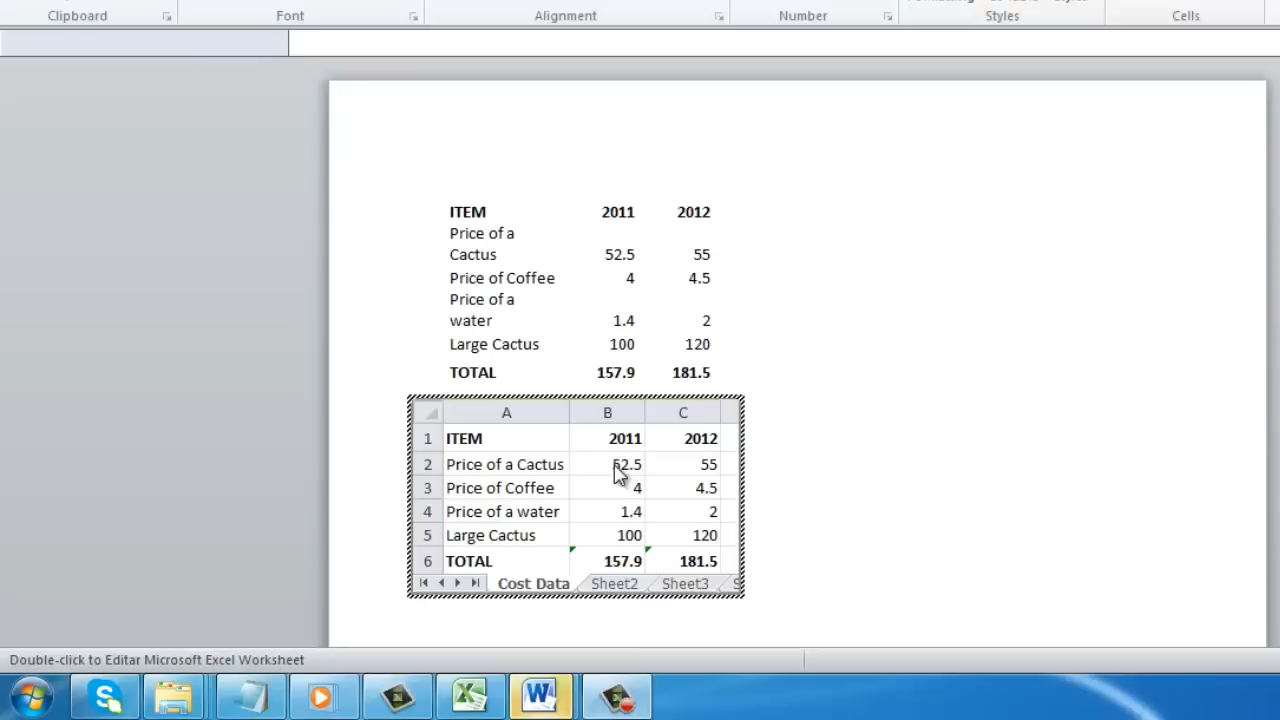 Clipboard Font Alignment Number Styles Cells
ITEM 2011 2012
Price of a
Cactus 52.5 55
Price of Coffee 4 4.5
Price of a
water 1.4 2
Large Cactus 100 120
TOTAL 157.9 181.5
A B C
1 ITEM 2011 2012
2 Price of a Cactus 52.5 55
3 Price of Coffee 4 4.5
4 Price of a water 1.4 2
5 Large Cactus 100 120
6 TOTAL 157.9 181.5
Cost Data Sheet2 Sheet3
Double-click to Editar Microsoft Excel Worksheet